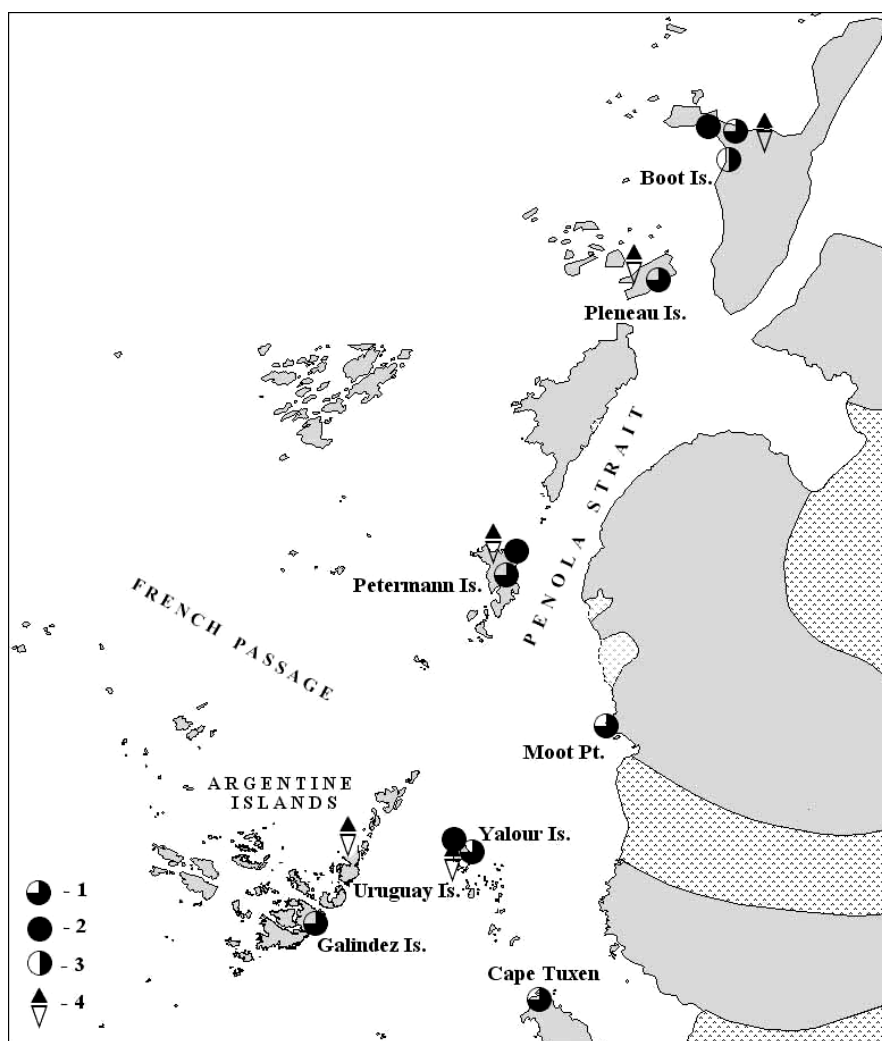 Boot Is.
Pleneau Is.
PENOLA STRAIT
Petermann Is.
FRENCH PASSAGE
Moot Pt.
ARGENTINE
ISLANDS
Yalour Is.
Uruguay Is.
Galindez Is.
Cape Tuxen
- 1
- 2
- 3
- 4